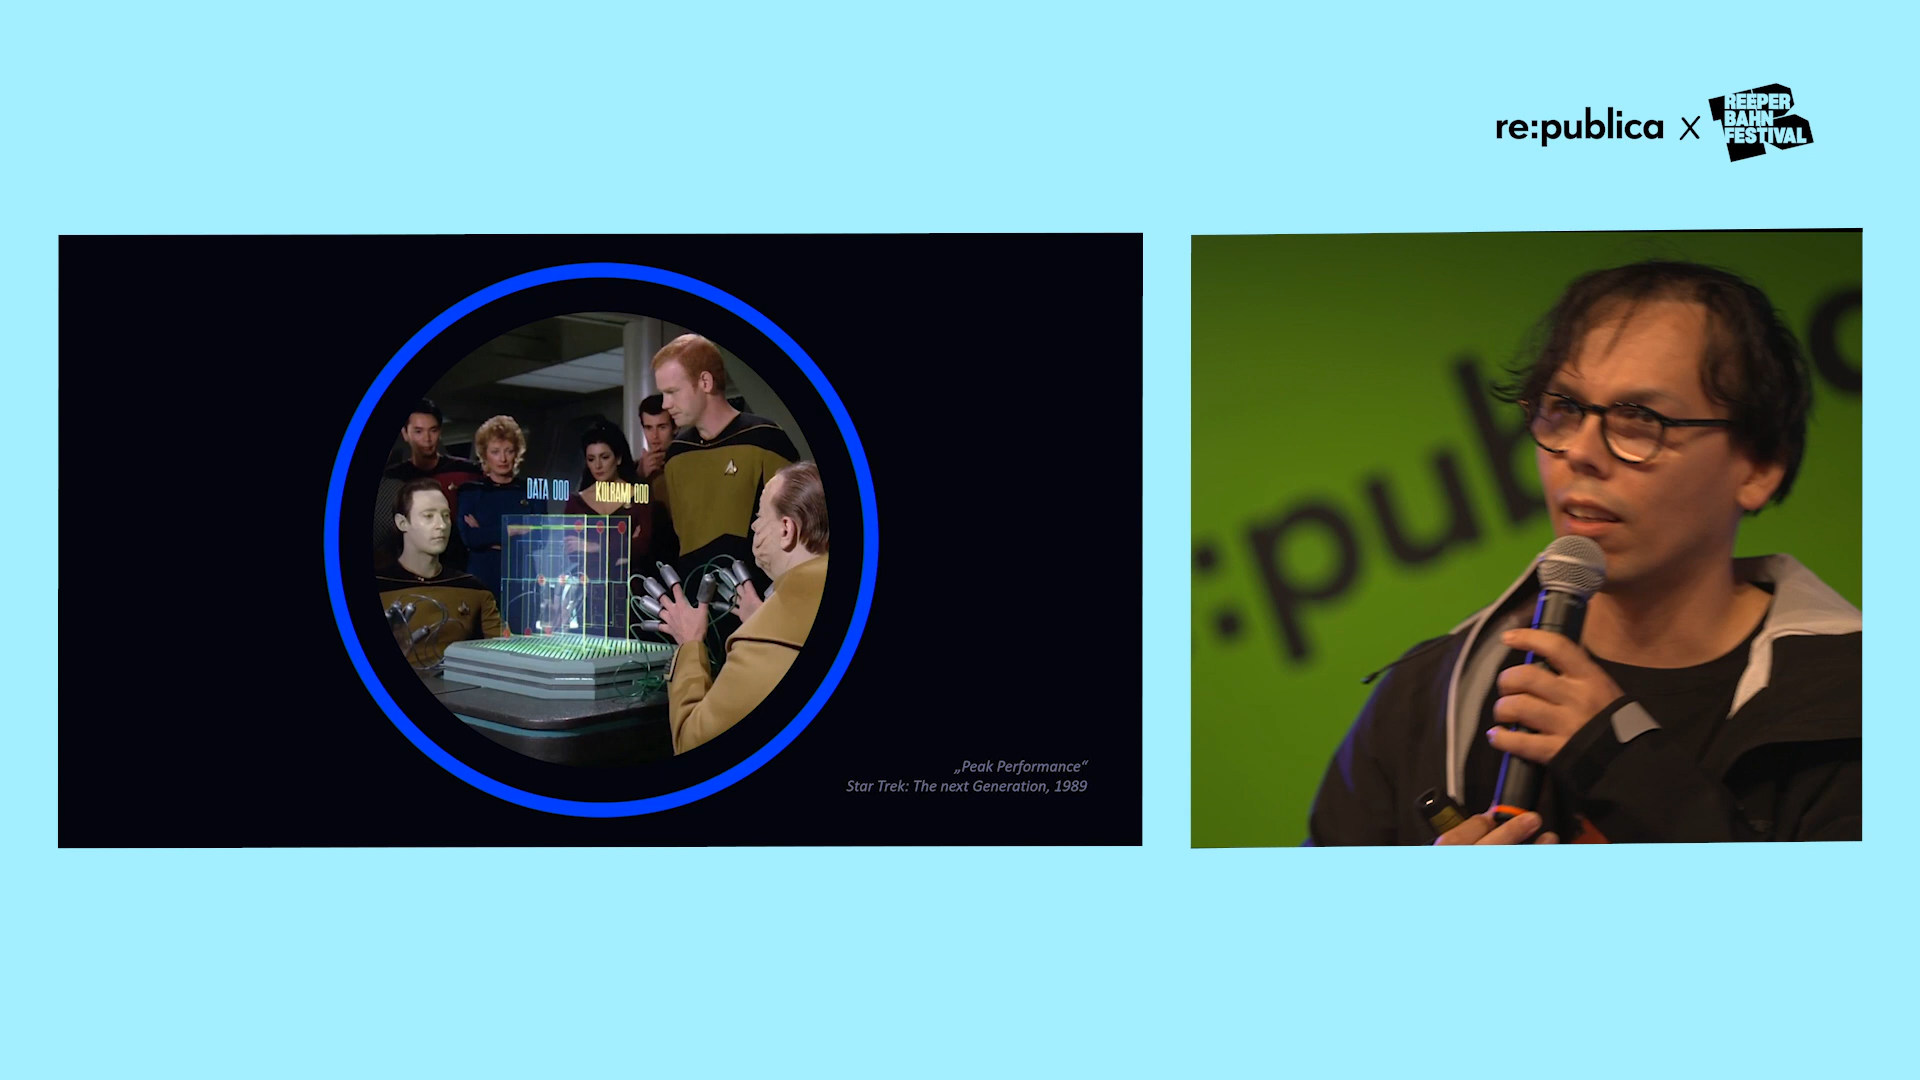 re:publica x
REEPER
BAHN
FESTIVAL
DATA 000
KOLRAMI 000
„Peak Performance“
Star Trek: The next Generation, 1989
:pub